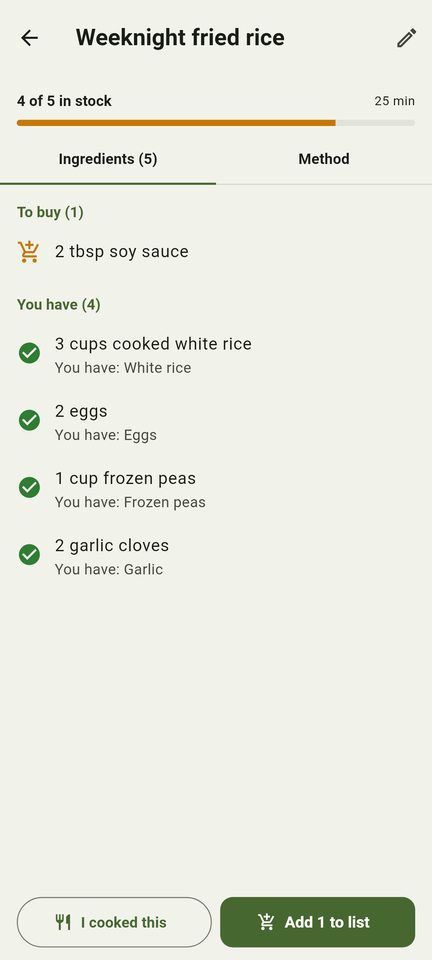 Weeknight fried rice
4 of 5 in stock
25 min
Ingredients (5)
Method
To buy (1)
2 tbsp soy sauce
You have (4)
3 cups cooked white rice
You have: White rice
2 eggs
You have: Eggs
1 cup frozen peas
You have: Frozen peas
2 garlic cloves
You have: Garlic
I cooked this
Add 1 to list